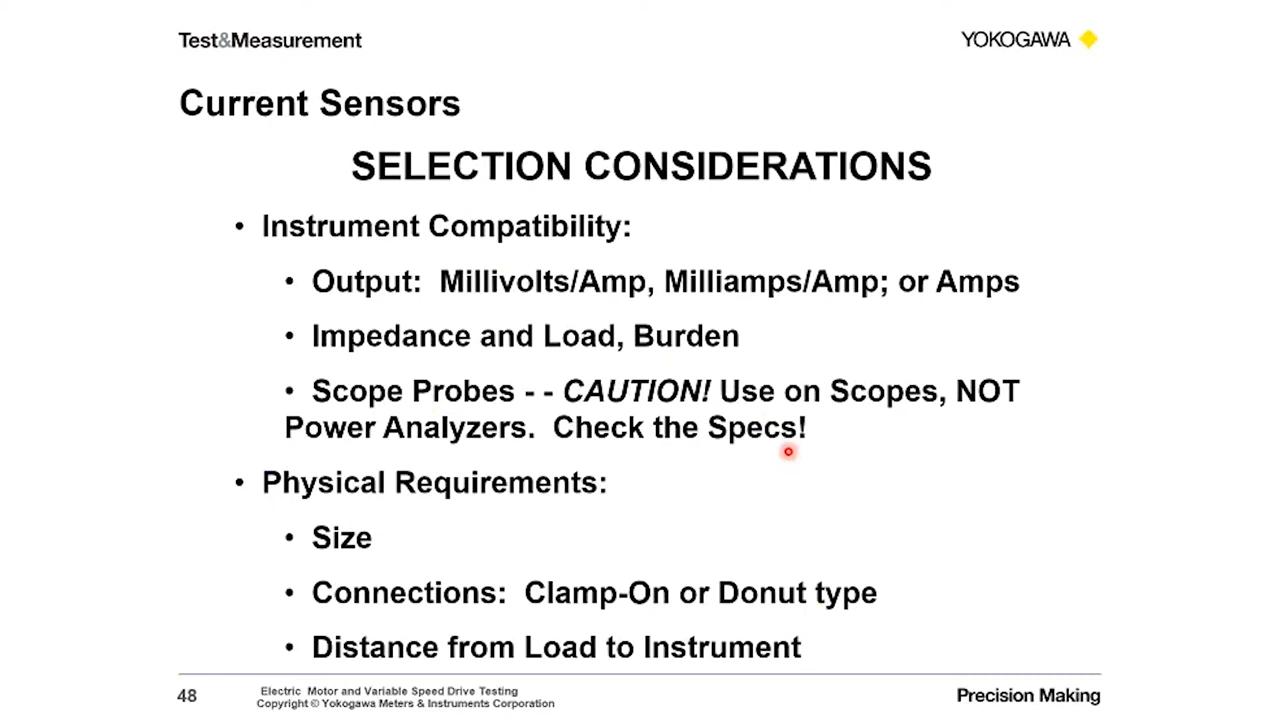 Test&Measurement
YOKOGAWA
Current Sensors
SELECTION CONSIDERATIONS
• Instrument Compatibility:
• Output: Millivolts/Amp, Milliamps/Amp; or Amps
• Impedance and Load, Burden
• Scope Probes - - CAUTION! Use on Scopes, NOT
Power Analyzers. Check the Specs!
• Physical Requirements:
• Size
• Connections: Clamp-On or Donut type
• Distance from Load to Instrument
48
Electric Motor and Variable Speed Drive Testing
Copyright © Yokogawa Meters & Instruments Corporation
Precision Making